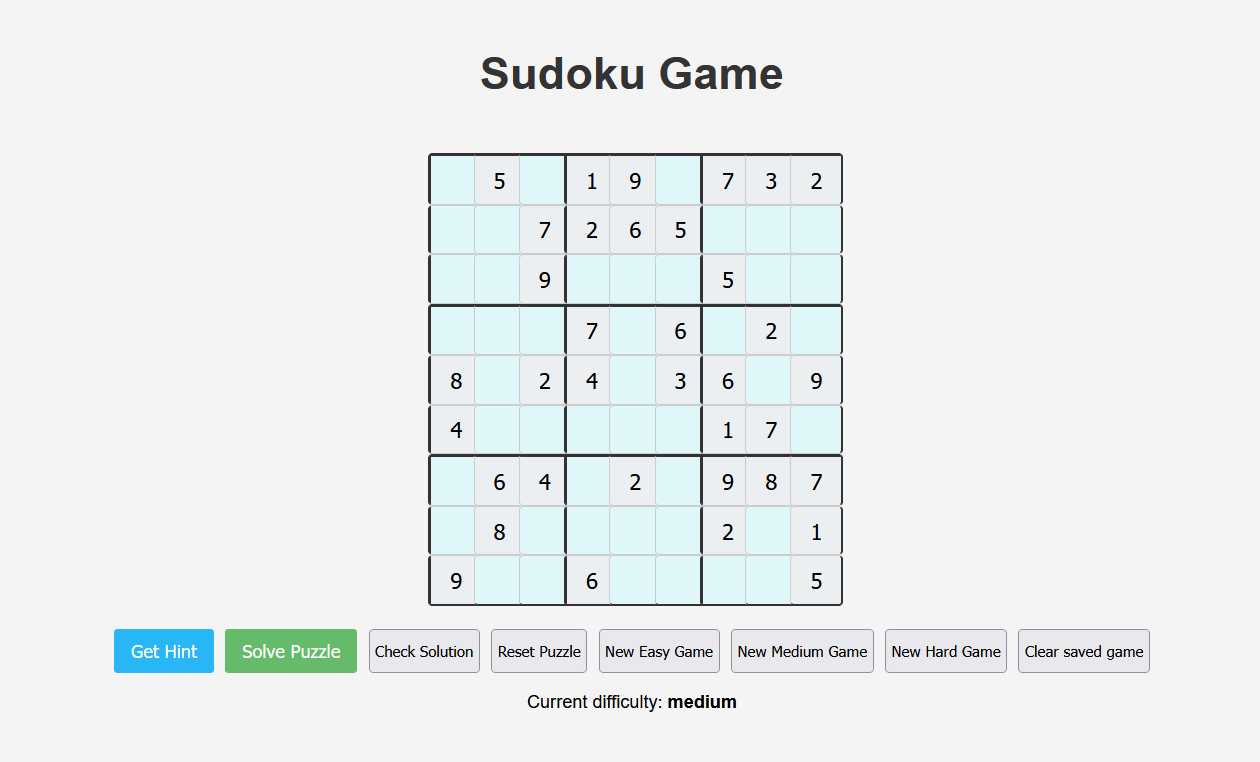 Sudoku Game
5 1 9 7 3 2
7 2 6 5
9 5
7 6 2
8 2 4 3 6 9
4 1 7
6 4 2 9 8 7
8 2 1
9 6 5
Get Hint Solve Puzzle Check Solution Reset Puzzle New Easy Game New Medium Game New Hard Game Clear saved game
Current difficulty: medium